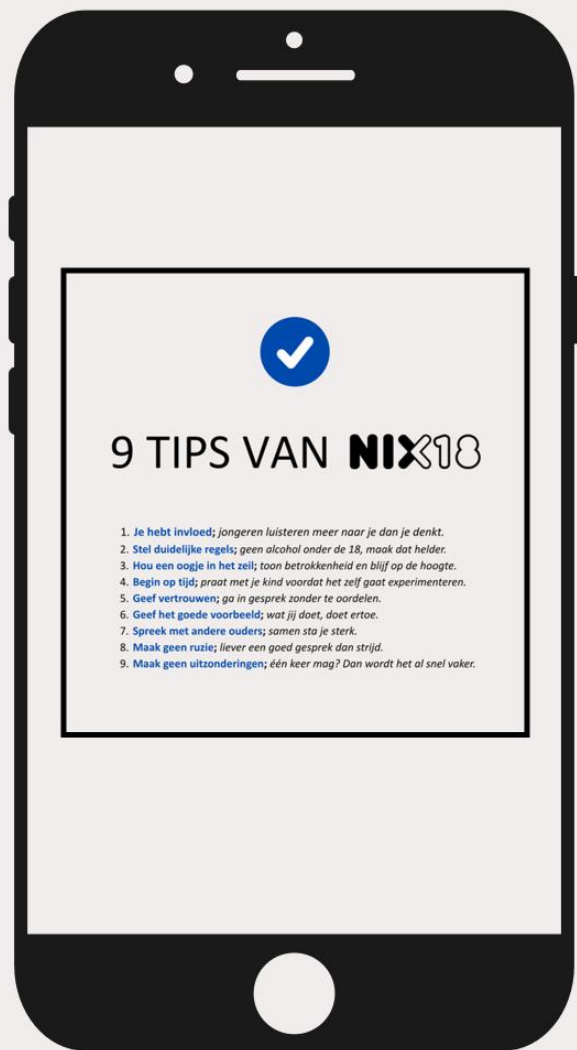 9 TIPS VAN NIX18
1. Je hebt invloed; jongeren luisteren meer naar je dan je denkt.
2. Stel duidelijke regels; geen alcohol onder de 18, maak dat helder.
3. Hou een oogje in het zeil; toon betrokkenheid en blijf op de hoogte.
4. Begin op tijd; praat met je kind voordat het zelf gaat experimenteren.
5. Geef vertrouwen; ga in gesprek zonder te oordelen.
6. Geef het goede voorbeeld; wat jij doet, doet ertoe.
7. Spreek met andere ouders; samen sta je sterk.
8. Maak geen ruzie; liever een goed gesprek dan strijd.
9. Maak geen uitzonderingen; één keer mag? Dan wordt het al snel vaker.